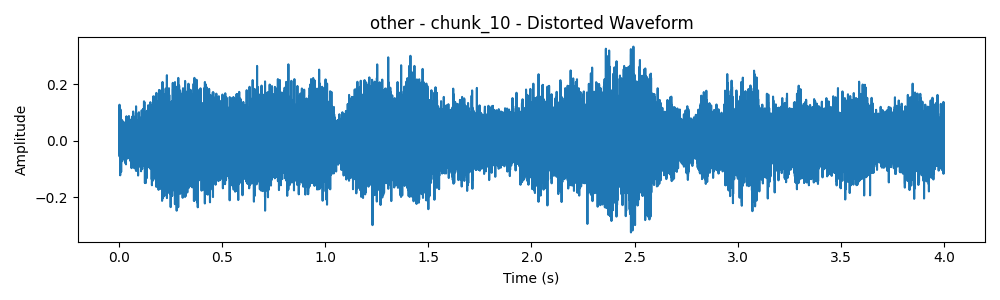 other - chunk_10 - Distorted Waveform
Amplitude
0.2
0.0
−0.2
0.0 0.5 1.0 1.5 2.0 2.5 3.0 3.5 4.0
Time (s)